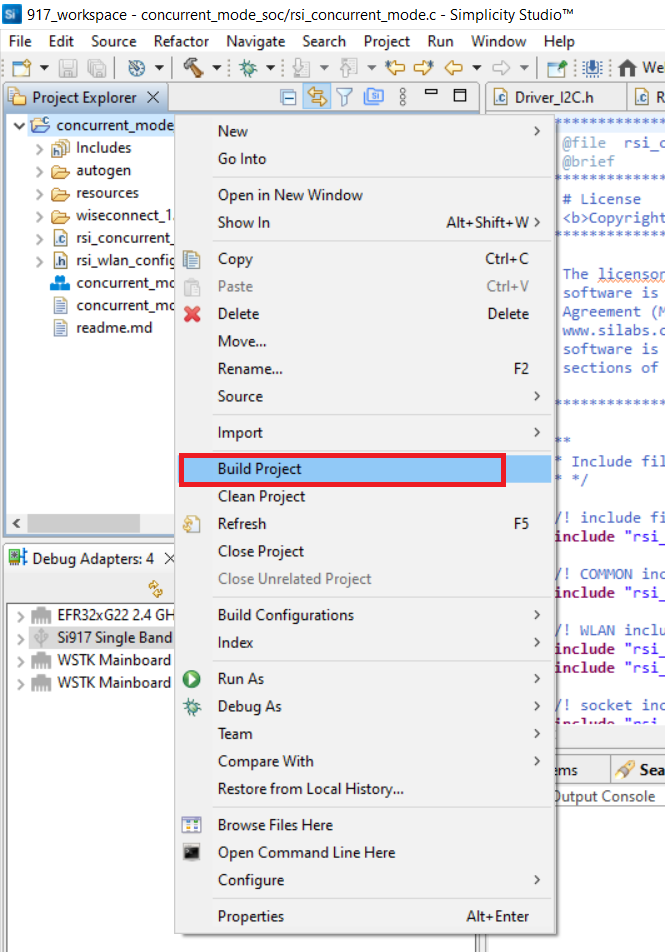 Si 917_workspace - concurrent_mode_soc/rsi_concurrent_mode.c - Simplicity Studio™
File Edit Source Refactor Navigate Search Project Run Window Help
We
Project Explorer
Si
.c Driver_I2C.h
.c R
concurrent_mode
Includes
autogen
resources
wiseconnect_1.
.c rsi_concurrent_
.h rsi_wlan_config
concurrent_mo
concurrent_mo
readme.md
New
Go Into
Open in New Window
Show In Alt+Shift+W
Copy Ctrl+C
Paste Ctrl+V
Delete Delete
Move...
Rename... F2
Source
Import
Build Project
Clean Project
Refresh F5
Close Project
Close Unrelated Project
Build Configurations
Index
Run As
Debug As
Team
Compare With
Restore from Local History...
Browse Files Here
Open Command Line Here
Configure
Properties Alt+Enter
Debug Adapters: 4
EFR32xG22 2.4 GH
Si917 Single Band
WSTK Mainboard
WSTK Mainboard
*****************
@file rsi_c
@brief
*****************
# License
<b>Copyright
*****************
The licensor
software is
Agreement (M
www.silabs.c
software is
sections of
*****************
**
* Include fil
* */
/! include fi
include "rsi_
/! COMMON inc
include "rsi_
/! WLAN inclu
include "rsi_
include "rsi_
/! socket inc
include "rsi_
ems
Sea
Output Console